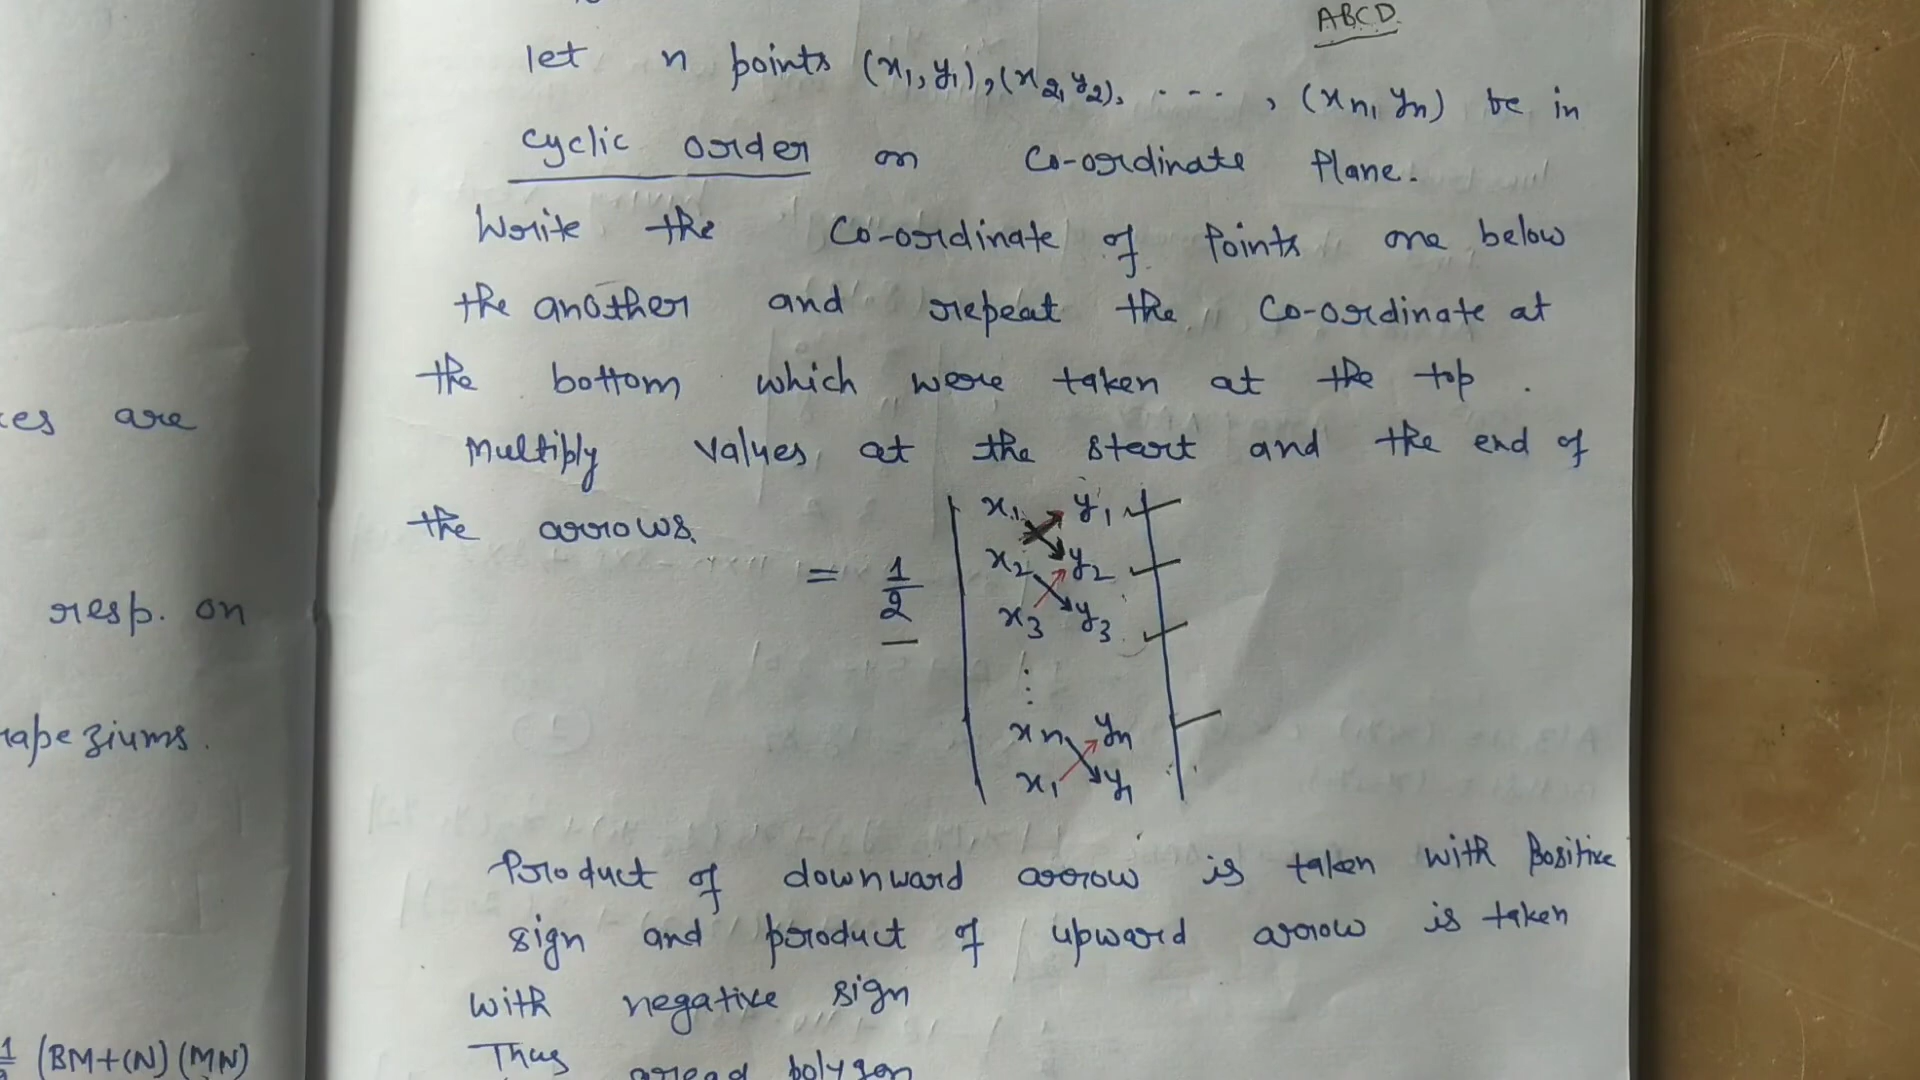 ABCD
let n points (x1, y1), (x2, y2), ...., (xn, yn) be in
cyclic order on Co-ordinate Plane.
Write the Co-ordinate of Points one below
the another and repeat the Co-ordinate at
the bottom which were taken at the top.
Multiply values at the start and the end of
the arrows.
= 1/2 | x1 y1 |
x2 y2
x3 y3
⋮
xn yn
x1 y1
Product of downward arrow is taken with Positive
sign and product of upward arrow is taken
with negative sign
Thus polygon
es are
resp. on
apeziums.
(BM+CN) (MN)